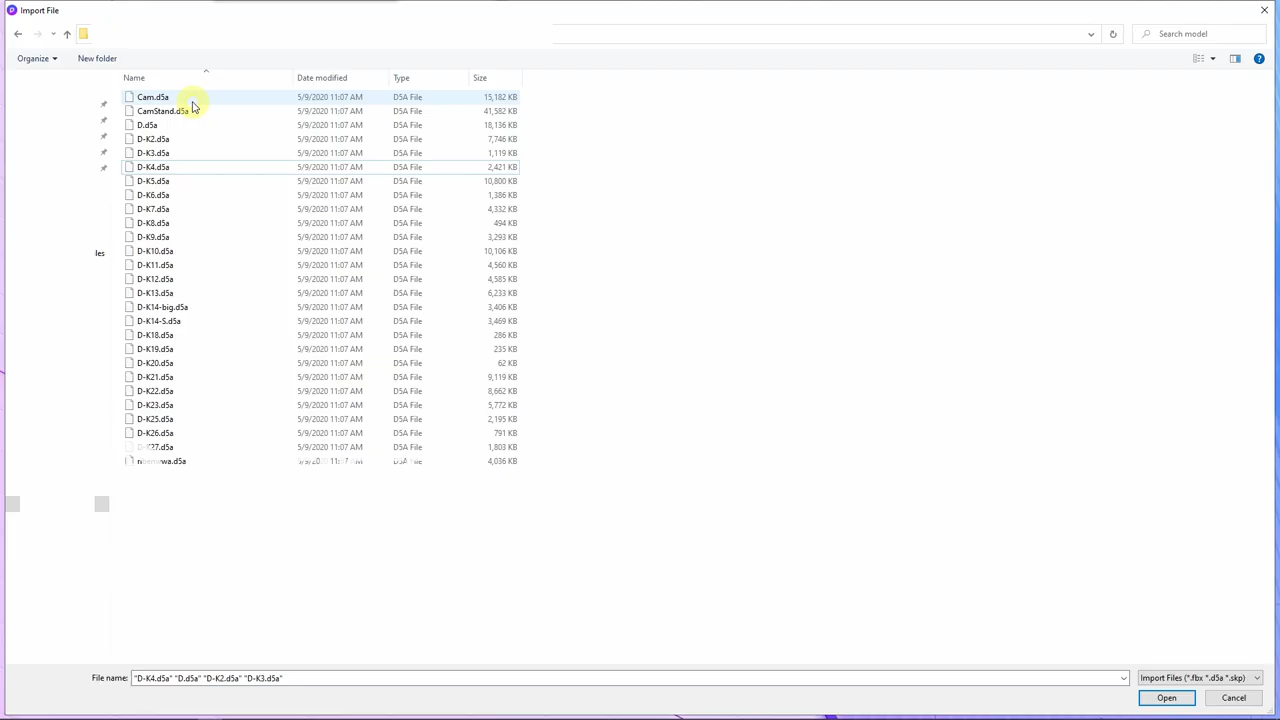 Import File
Search model
Organize
New folder
Name Date modified Type Size
Cam.d5a 5/9/2020 11:07 AM D5A File 15,182 KB
CamStand.d5a 5/9/2020 11:07 AM D5A File 41,582 KB
D.d5a 5/9/2020 11:07 AM D5A File 18,136 KB
D-K2.d5a 5/9/2020 11:07 AM D5A File 7,746 KB
D-K3.d5a 5/9/2020 11:07 AM D5A File 1,119 KB
D-K4.d5a 5/9/2020 11:07 AM D5A File 2,421 KB
D-K5.d5a 5/9/2020 11:07 AM D5A File 10,800 KB
D-K6.d5a 5/9/2020 11:07 AM D5A File 1,386 KB
D-K7.d5a 5/9/2020 11:07 AM D5A File 4,332 KB
D-K8.d5a 5/9/2020 11:07 AM D5A File 494 KB
D-K9.d5a 5/9/2020 11:07 AM D5A File 3,293 KB
les
D-K10.d5a 5/9/2020 11:07 AM D5A File 10,106 KB
D-K11.d5a 5/9/2020 11:07 AM D5A File 4,560 KB
D-K12.d5a 5/9/2020 11:07 AM D5A File 4,585 KB
D-K13.d5a 5/9/2020 11:07 AM D5A File 6,233 KB
D-K14-big.d5a 5/9/2020 11:07 AM D5A File 3,406 KB
D-K14-S.d5a 5/9/2020 11:07 AM D5A File 3,469 KB
D-K18.d5a 5/9/2020 11:07 AM D5A File 286 KB
D-K19.d5a 5/9/2020 11:07 AM D5A File 235 KB
D-K20.d5a 5/9/2020 11:07 AM D5A File 62 KB
D-K21.d5a 5/9/2020 11:07 AM D5A File 9,119 KB
D-K22.d5a 5/9/2020 11:07 AM D5A File 8,662 KB
D-K23.d5a 5/9/2020 11:07 AM D5A File 5,772 KB
D-K25.d5a 5/9/2020 11:07 AM D5A File 2,195 KB
D-K26.d5a 5/9/2020 11:07 AM D5A File 791 KB
D-K27.d5a 5/9/2020 11:07 AM D5A File 1,803 KB
4,036 KB
File name: "D-K4.d5a" "D.d5a" "D-K2.d5a" "D-K3.d5a" Import Files (*.fbx *.d5a *.skp)
Open Cancel